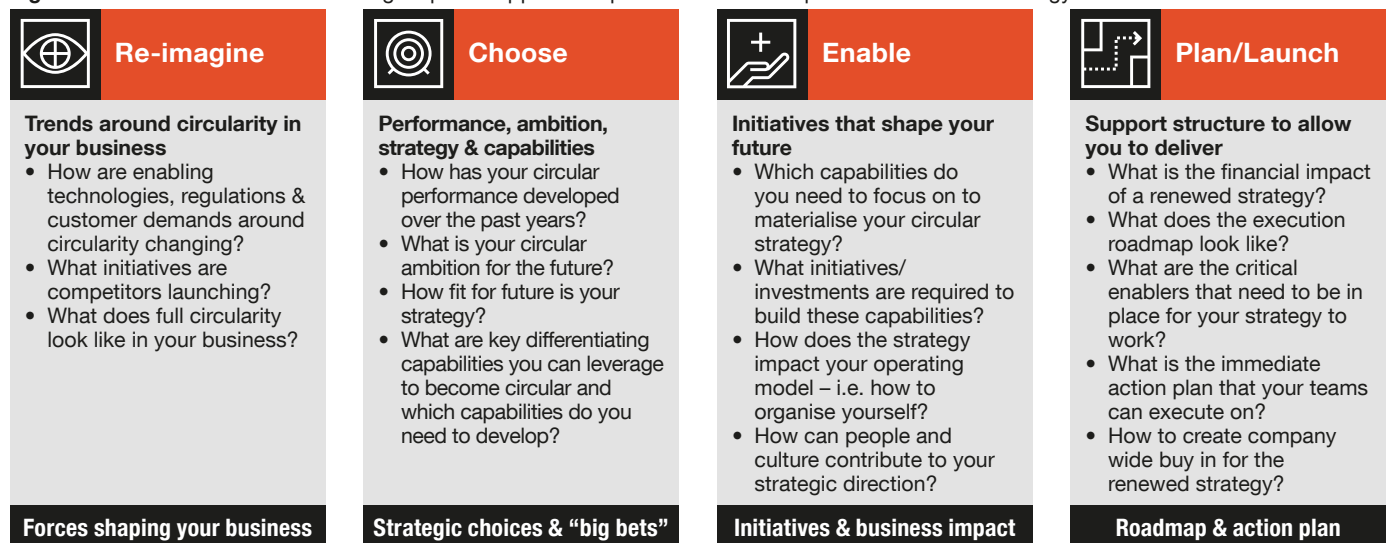 Re-imagine
Trends around circularity in
your business
• How are enabling
technologies, regulations &
customer demands around
circularity changing?
• What initiatives are
competitors launching?
• What does full circularity
look like in your business?
Forces shaping your business
Choose
Performance, ambition,
strategy & capabilities
• How has your circular
performance developed
over the past years?
• What is your circular
ambition for the future?
• How fit for future is your
strategy?
• What are key differentiating
capabilities you can leverage
to become circular and
which capabilities do you
need to develop?
Strategic choices & “big bets”
Enable
Initiatives that shape your
future
• Which capabilities do
you need to focus on to
materialise your circular
strategy?
• What initiatives/
investments are required to
build these capabilities?
• How does the strategy
impact your operating
model – i.e. how to
organise yourself?
• How can people and
culture contribute to your
strategic direction?
Initiatives & business impact
Plan/Launch
Support structure to allow
you to deliver
• What is the financial impact
of a renewed strategy?
• What does the execution
roadmap look like?
• What are the critical
enablers that need to be in
place for your strategy to
work?
• What is the immediate
action plan that your teams
can execute on?
• How to create company
wide buy in for the
renewed strategy?
Roadmap & action plan